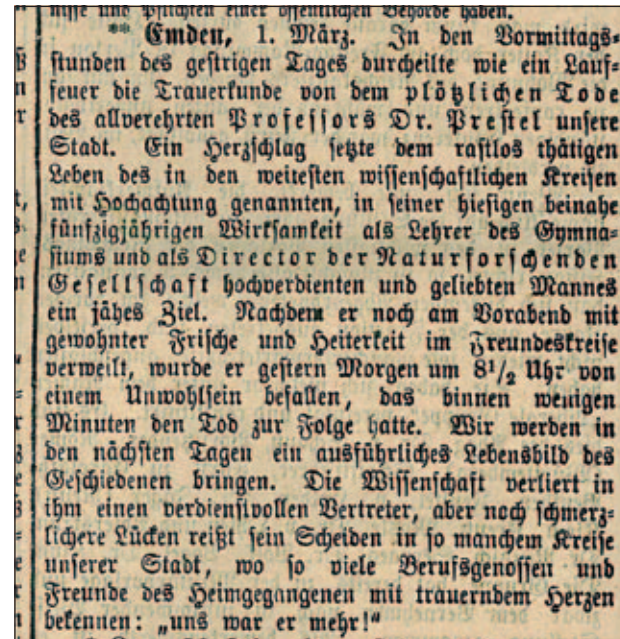 nisse und Pflichten einer öffentlichen Behörde haben.
** Emden, 1. März. In den Vormittags-
stunden des gestrigen Tages durcheilte wie ein Lauf-
feuer die Trauerkunde von dem plötzlichen Tode
des allverehrten Professors Dr. Prestel unsere
Stadt. Ein Herzschlag setzte dem rastlos thätigen
Leben des in den weitesten wissenschaftlichen Kreisen
mit Hochachtung genannten, in seiner hiesigen beinahe
fünfzigjährigen Wirksamkeit als Lehrer des Gymna-
siums und als Director der Naturforschenden
Gesellschaft hochverdienten und geliebten Mannes
ein jähes Ziel. Nachdem er noch am Vorabend mit
gewohnter Frische und Heiterkeit im Freundeskreise
verweilt, wurde er gestern Morgen um 8½ Uhr von
einem Unwohlsein befallen, das binnen wenigen
Minuten den Tod zur Folge hatte. Wir werden in
den nächsten Tagen ein ausführliches Lebensbild des
Geschiedenen bringen. Die Wissenschaft verliert in
ihm einen verdienstvollen Vertreter, aber noch schmerz-
lichere Lücken reißt sein Scheiden in so manchem Kreise
unserer Stadt, wo so viele Berufsgenossen und
Freunde des Heimgegangenen mit trauerndem Herzen
bekennen: „uns war er mehr!"